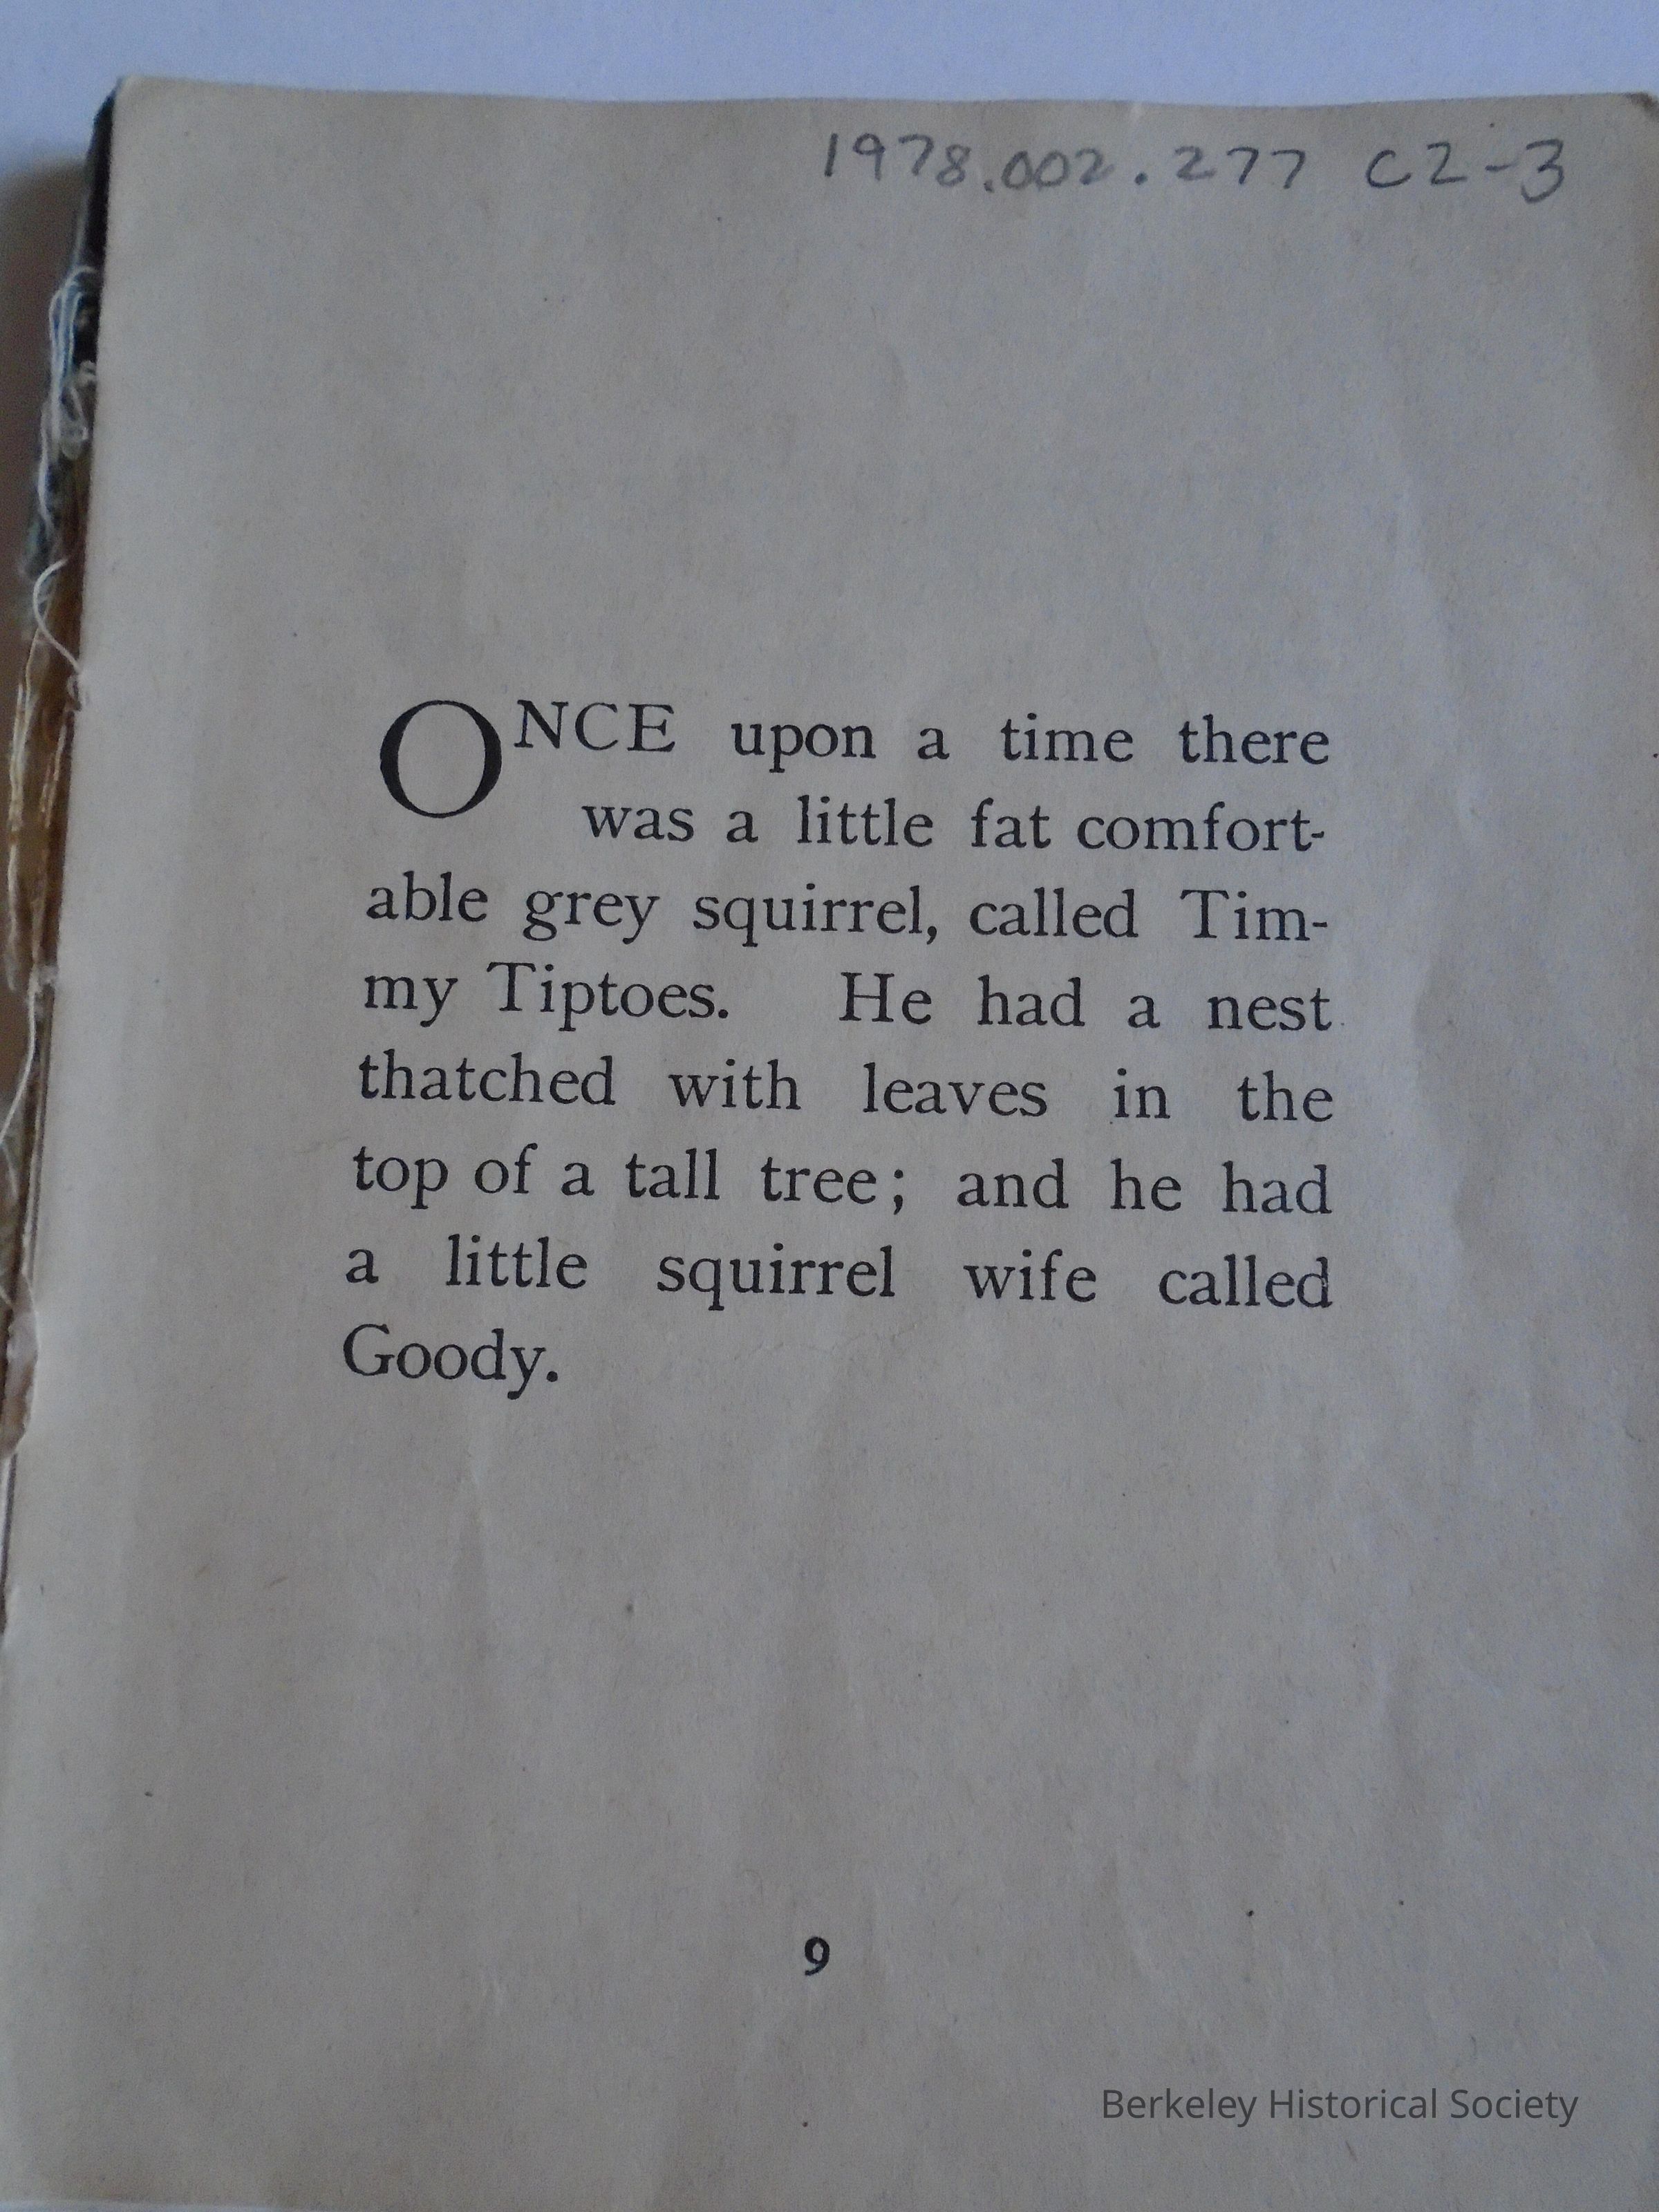 1978.002.277 C2-3
ONCE upon a time there
was a little fat comfort-
able grey squirrel, called Tim-
my Tiptoes. He had a nest
thatched with leaves in the
top of a tall tree; and he had
a little squirrel wife called
Goody.
9
Berkeley Historical Society